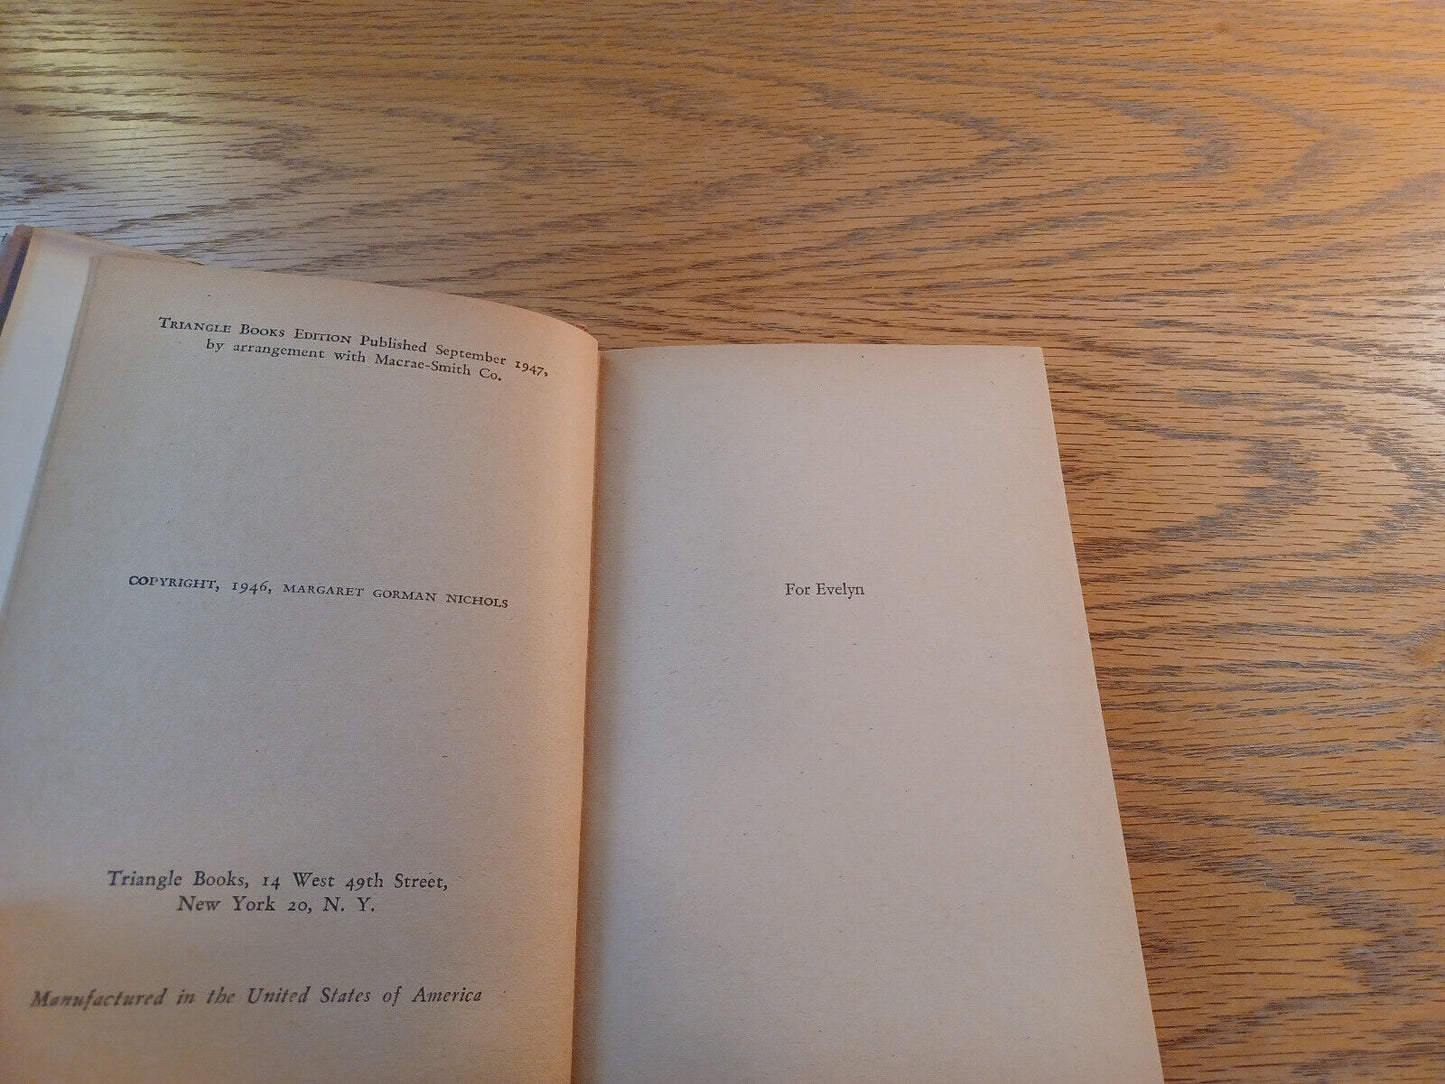 Triangle Books Edition Published September 1947,
by arrangement with Macrae-Smith Co.
COPYRIGHT, 1946, MARGARET GORMAN NICHOLS
Triangle Books, 14 West 49th Street,
New York 20, N. Y.
Manufactured in the United States of America
For Evelyn